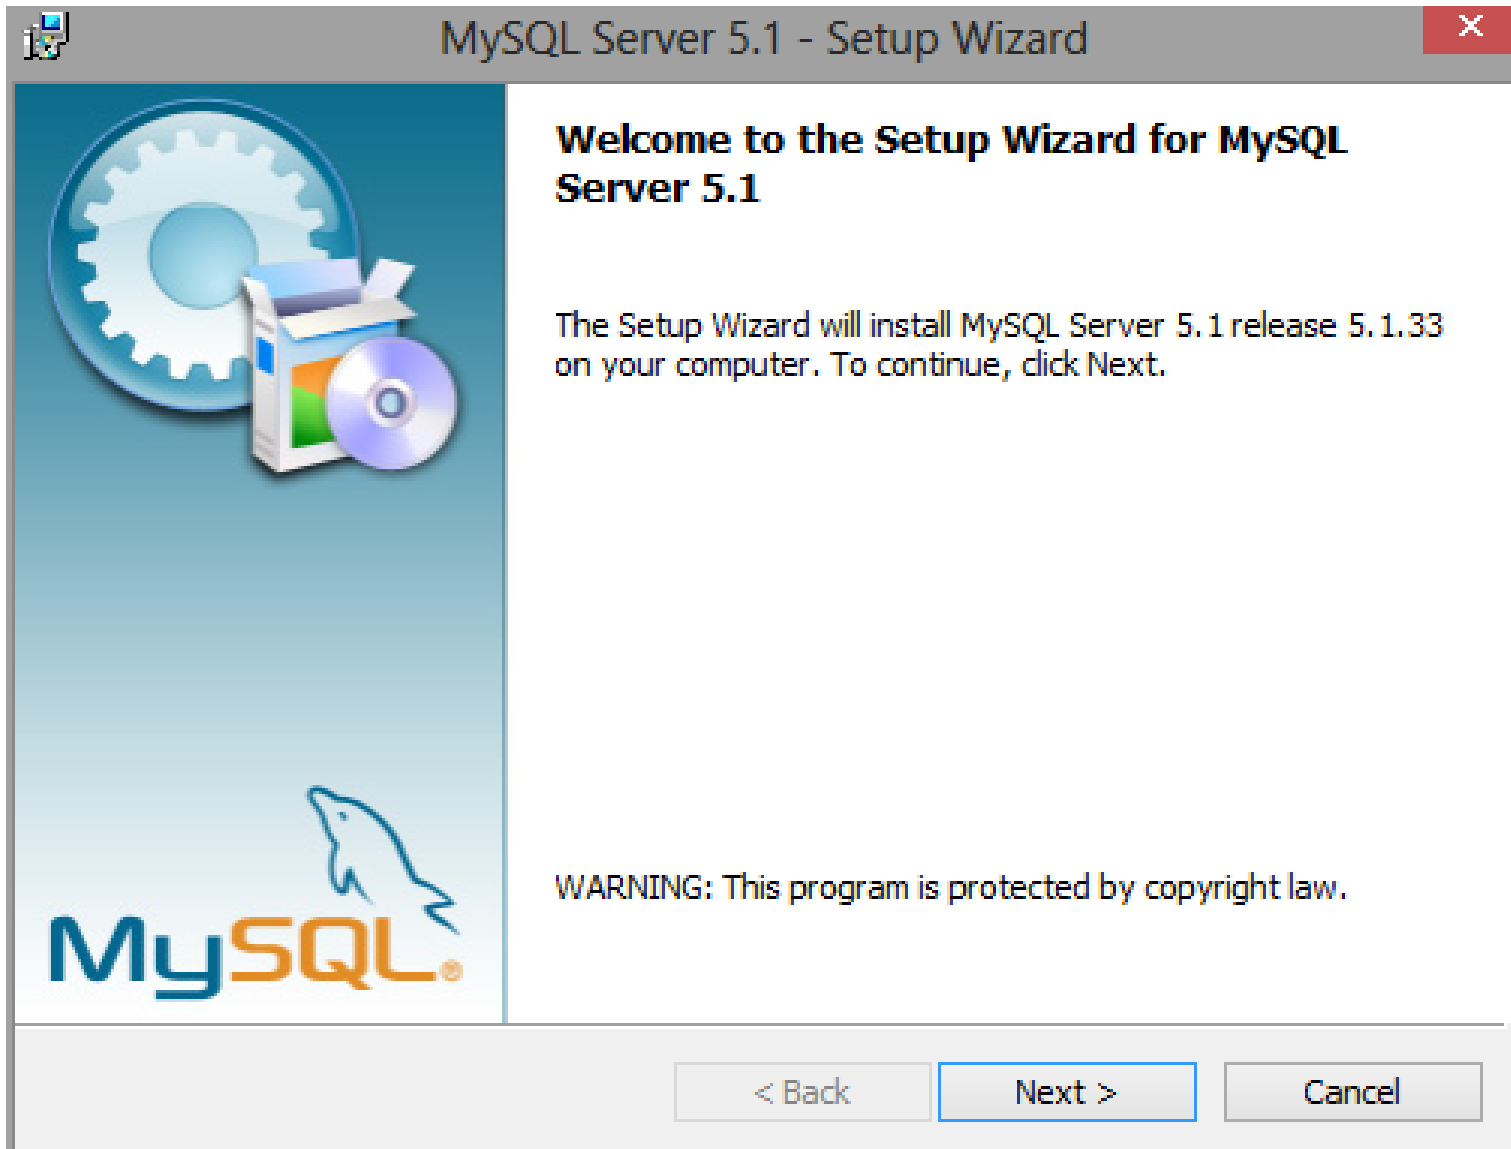 MySQL Server 5.1 - Setup Wizard
Welcome to the Setup Wizard for MySQL
Server 5.1
The Setup Wizard will install MySQL Server 5.1 release 5.1.33
on your computer. To continue, click Next.
WARNING: This program is protected by copyright law.
MySQL®
< Back
Next >
Cancel